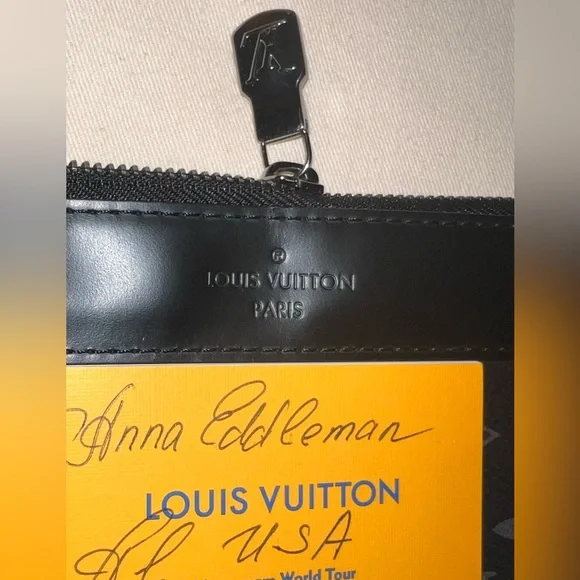 ®
LOUIS VUITTON
PARIS
Anna Eddleman
LOUIS VUITTON
USA
World Tour